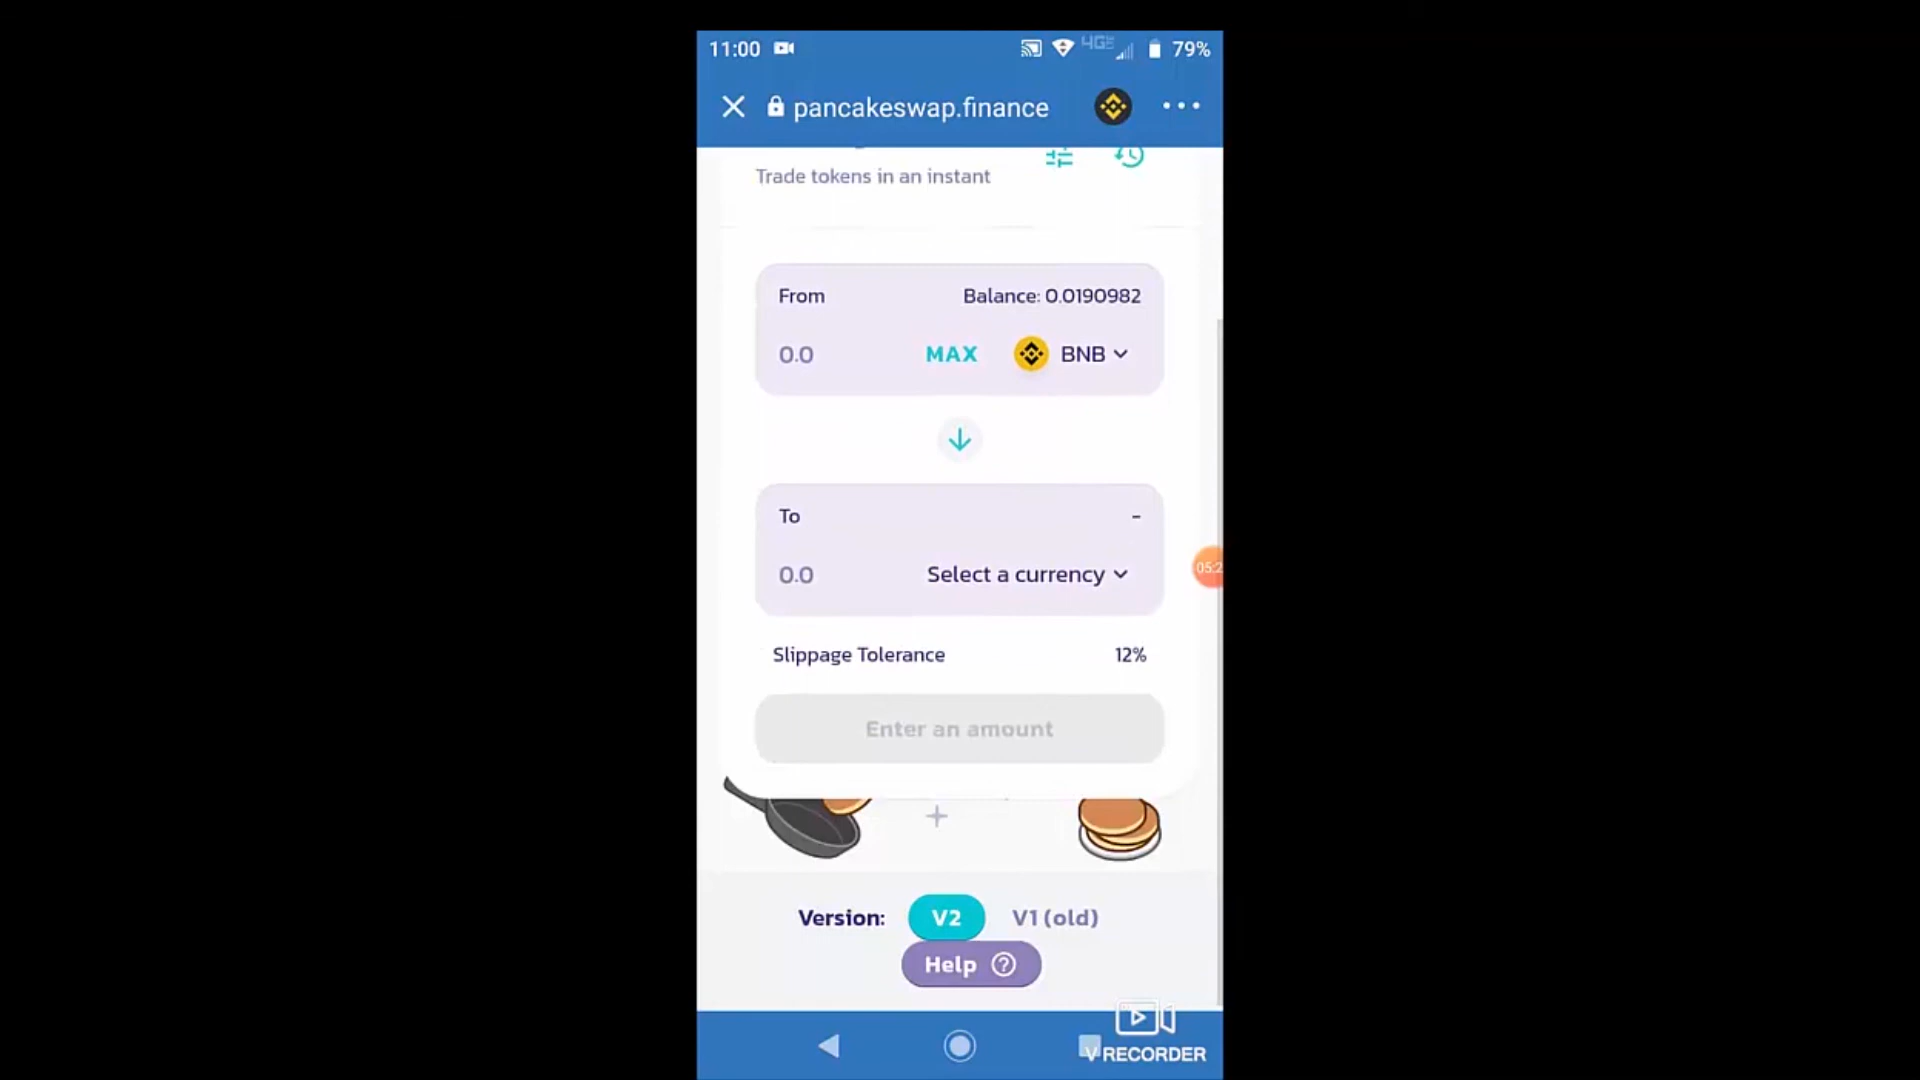 11:00
4GE 79%
pancakeswap.finance
Trade tokens in an instant
From
Balance: 0.0190982
0.0
MAX
BNB
To
-
0.0
Select a currency
Slippage Tolerance
12%
Enter an amount
Version:
V2
V1 (old)
Help
V RECORDER